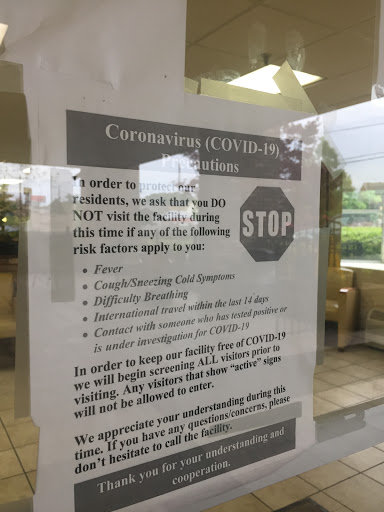 Coronavirus (COVID-19)
Precautions
In order to protect our
residents, we ask that you DO
NOT visit the facility during
this time if any of the following
risk factors apply to you:
STOP
• Fever
• Cough/Sneezing Cold Symptoms
• Difficulty Breathing
• International travel within the last 14 days
• Contact with someone who has tested positive or
is under investigation for COVID-19
In order to keep our facility free of COVID-19
we will begin screening ALL visitors prior to
visiting. Any visitors that show “active” signs
will not be allowed to enter.
We appreciate your understanding during this
time. If you have any questions/concerns, please
don’t hesitate to call the facility.
Thank you for your understanding and
cooperation.